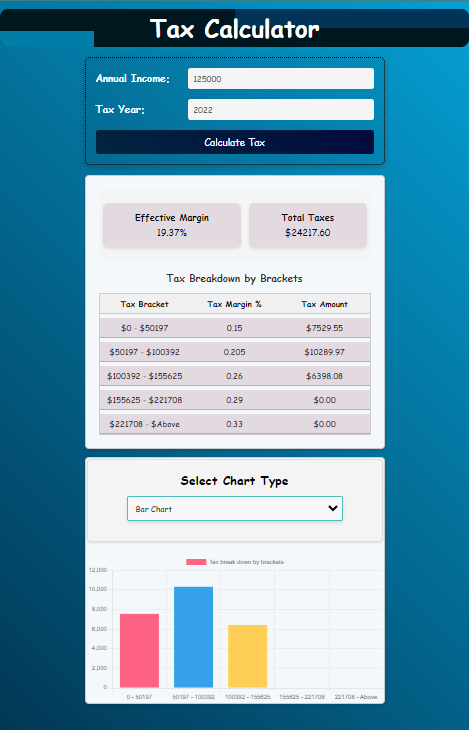 Tax Calculator
Annual Income: 125000
Tax Year: 2022
Calculate Tax
Effective Margin Total Taxes
19.37% $24217.60
Tax Breakdown by Brackets
Tax Bracket Tax Margin % Tax Amount
$0 - $50197 0.15 $7529.55
$50197 - $100392 0.205 $10289.97
$100392 - $155625 0.26 $6398.08
$155625 - $221708 0.29 $0.00
$221708 - $Above 0.33 $0.00
Select Chart Type
Bar Chart
Tax break down by brackets
12,000
10,000
8,000
6,000
4,000
2,000
0
0 - 50197 50197 - 100392 100392 - 155625 155625 - 221708 221708 - Above